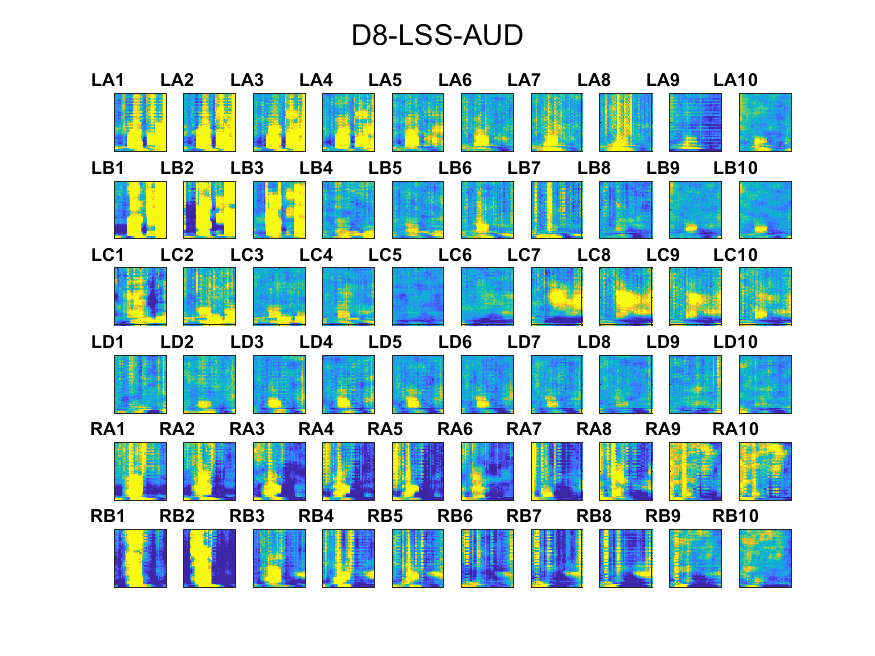 D8-LSS-AUD
LA1 LA2 LA3 LA4 LA5 LA6 LA7 LA8 LA9 LA10
LB1 LB2 LB3 LB4 LB5 LB6 LB7 LB8 LB9 LB10
LC1 LC2 LC3 LC4 LC5 LC6 LC7 LC8 LC9 LC10
LD1 LD2 LD3 LD4 LD5 LD6 LD7 LD8 LD9 LD10
RA1 RA2 RA3 RA4 RA5 RA6 RA7 RA8 RA9 RA10
RB1 RB2 RB3 RB4 RB5 RB6 RB7 RB8 RB9 RB10